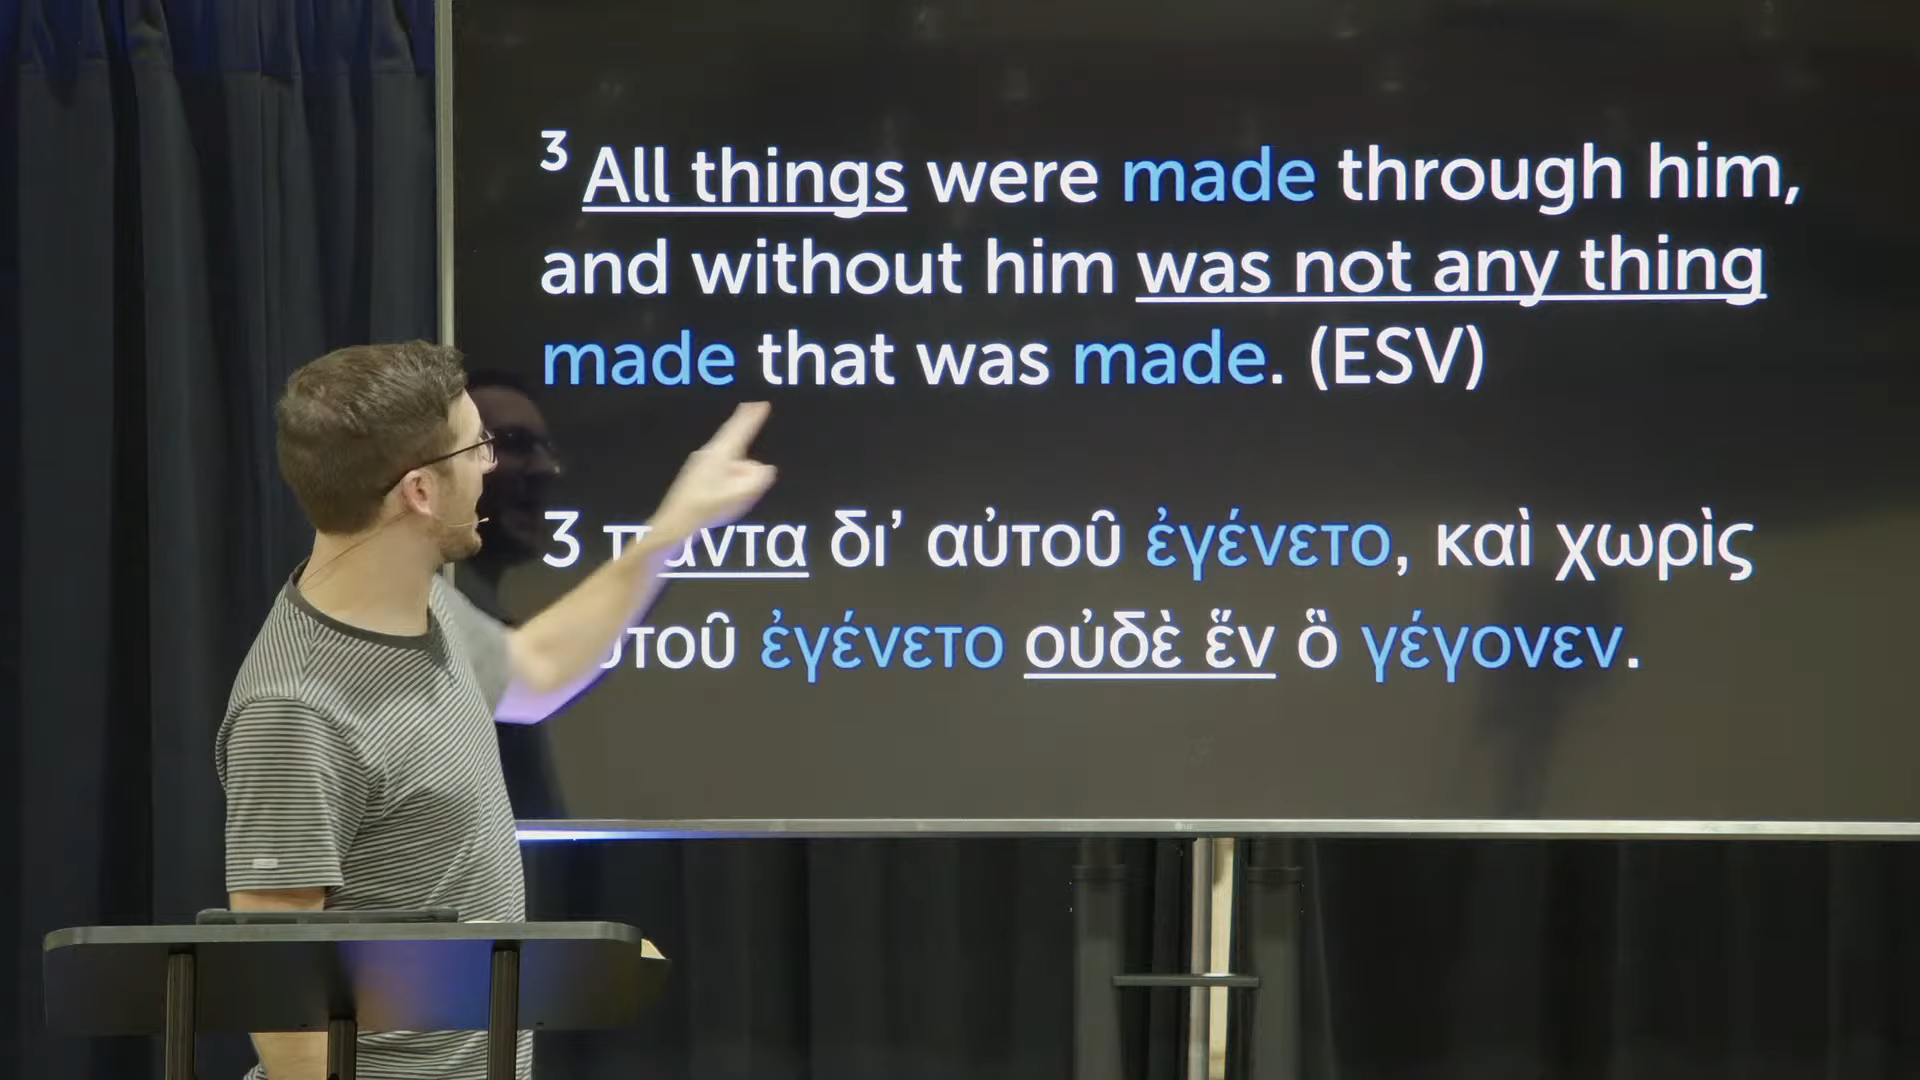 3 All things were made through him,
and without him was not any thing
made that was made. (ESV)
3 δι’ αὐτοῦ ἐγένετο, καὶ χωρὶς
ἐγένετο οὐδὲ ἕν ὃ γέγονεν.
LG